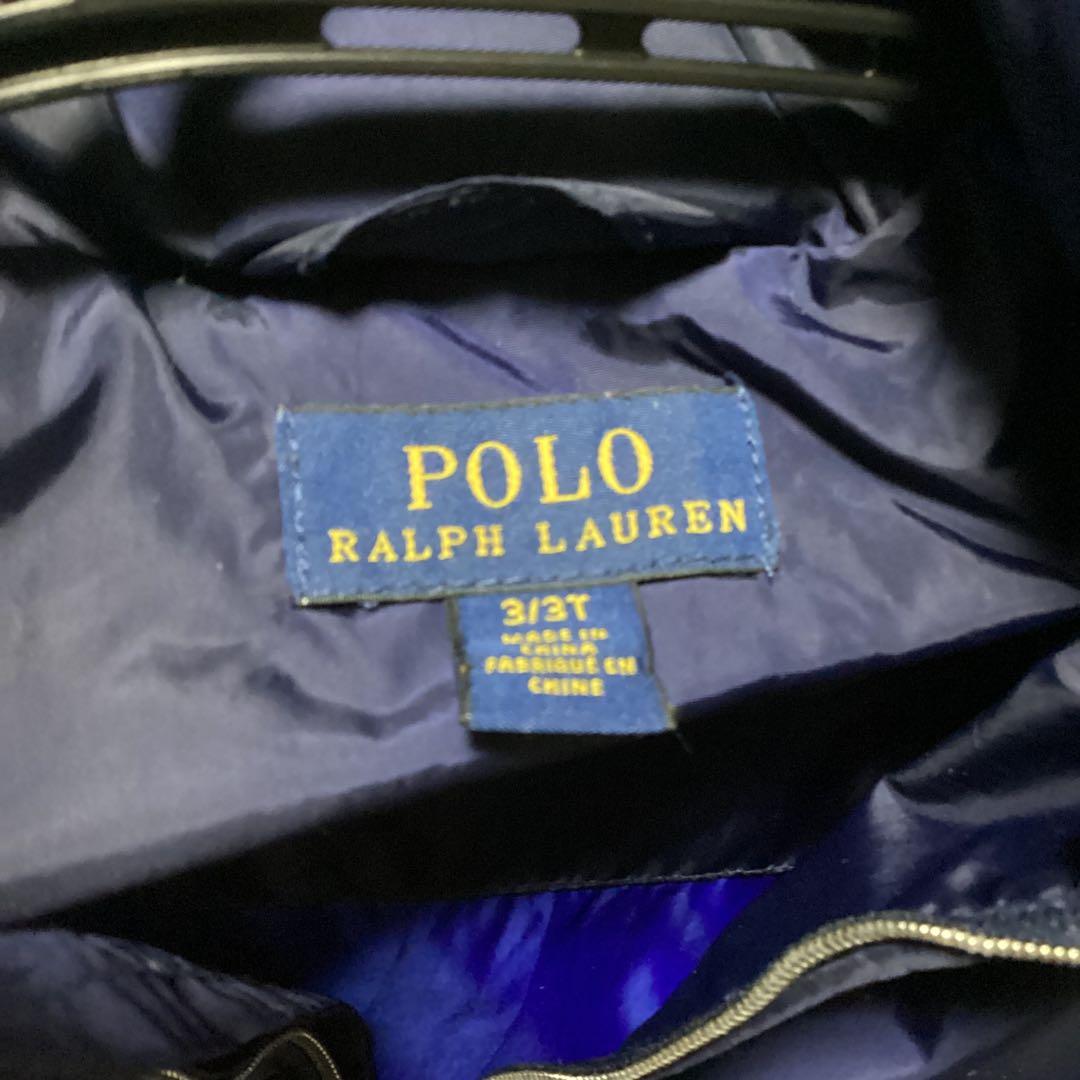 POLO
RALPH LAUREN
3/3T
MADE IN
CHINA
FABRIQUÉ EN
CHINE